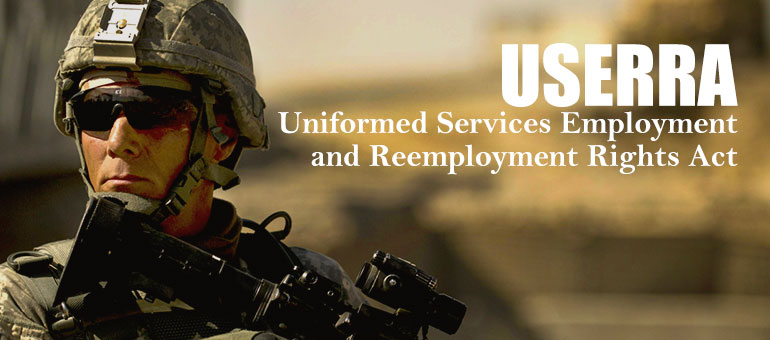 USERRA
Uniformed Services Employment
and Reemployment Rights Act